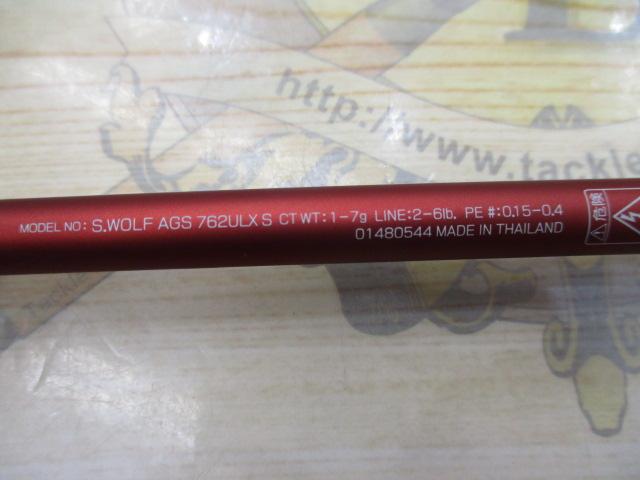 http://www.tackle
MODEL NO: S.WOLF AGS 762ULX S CT WT: 1-7g LINE:2-6lb. PE #:0.15-0.4
01480544 MADE IN THAILAND
危険
Tackle